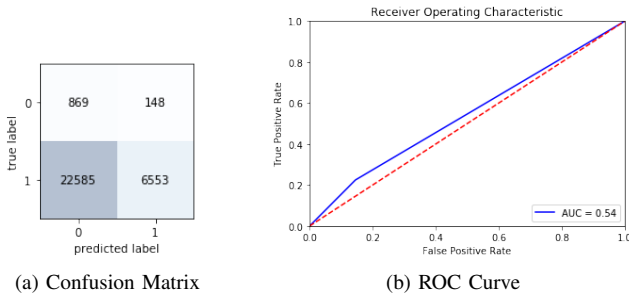 0
869
148
true label
1
22585
6553
0
1
predicted label
(a) Confusion Matrix
Receiver Operating Characteristic
1.0
0.8
0.6
0.4
0.2
0.0
True Positive Rate
AUC = 0.54
0.0
0.2
0.4
0.6
0.8
1.0
False Positive Rate
(b) ROC Curve